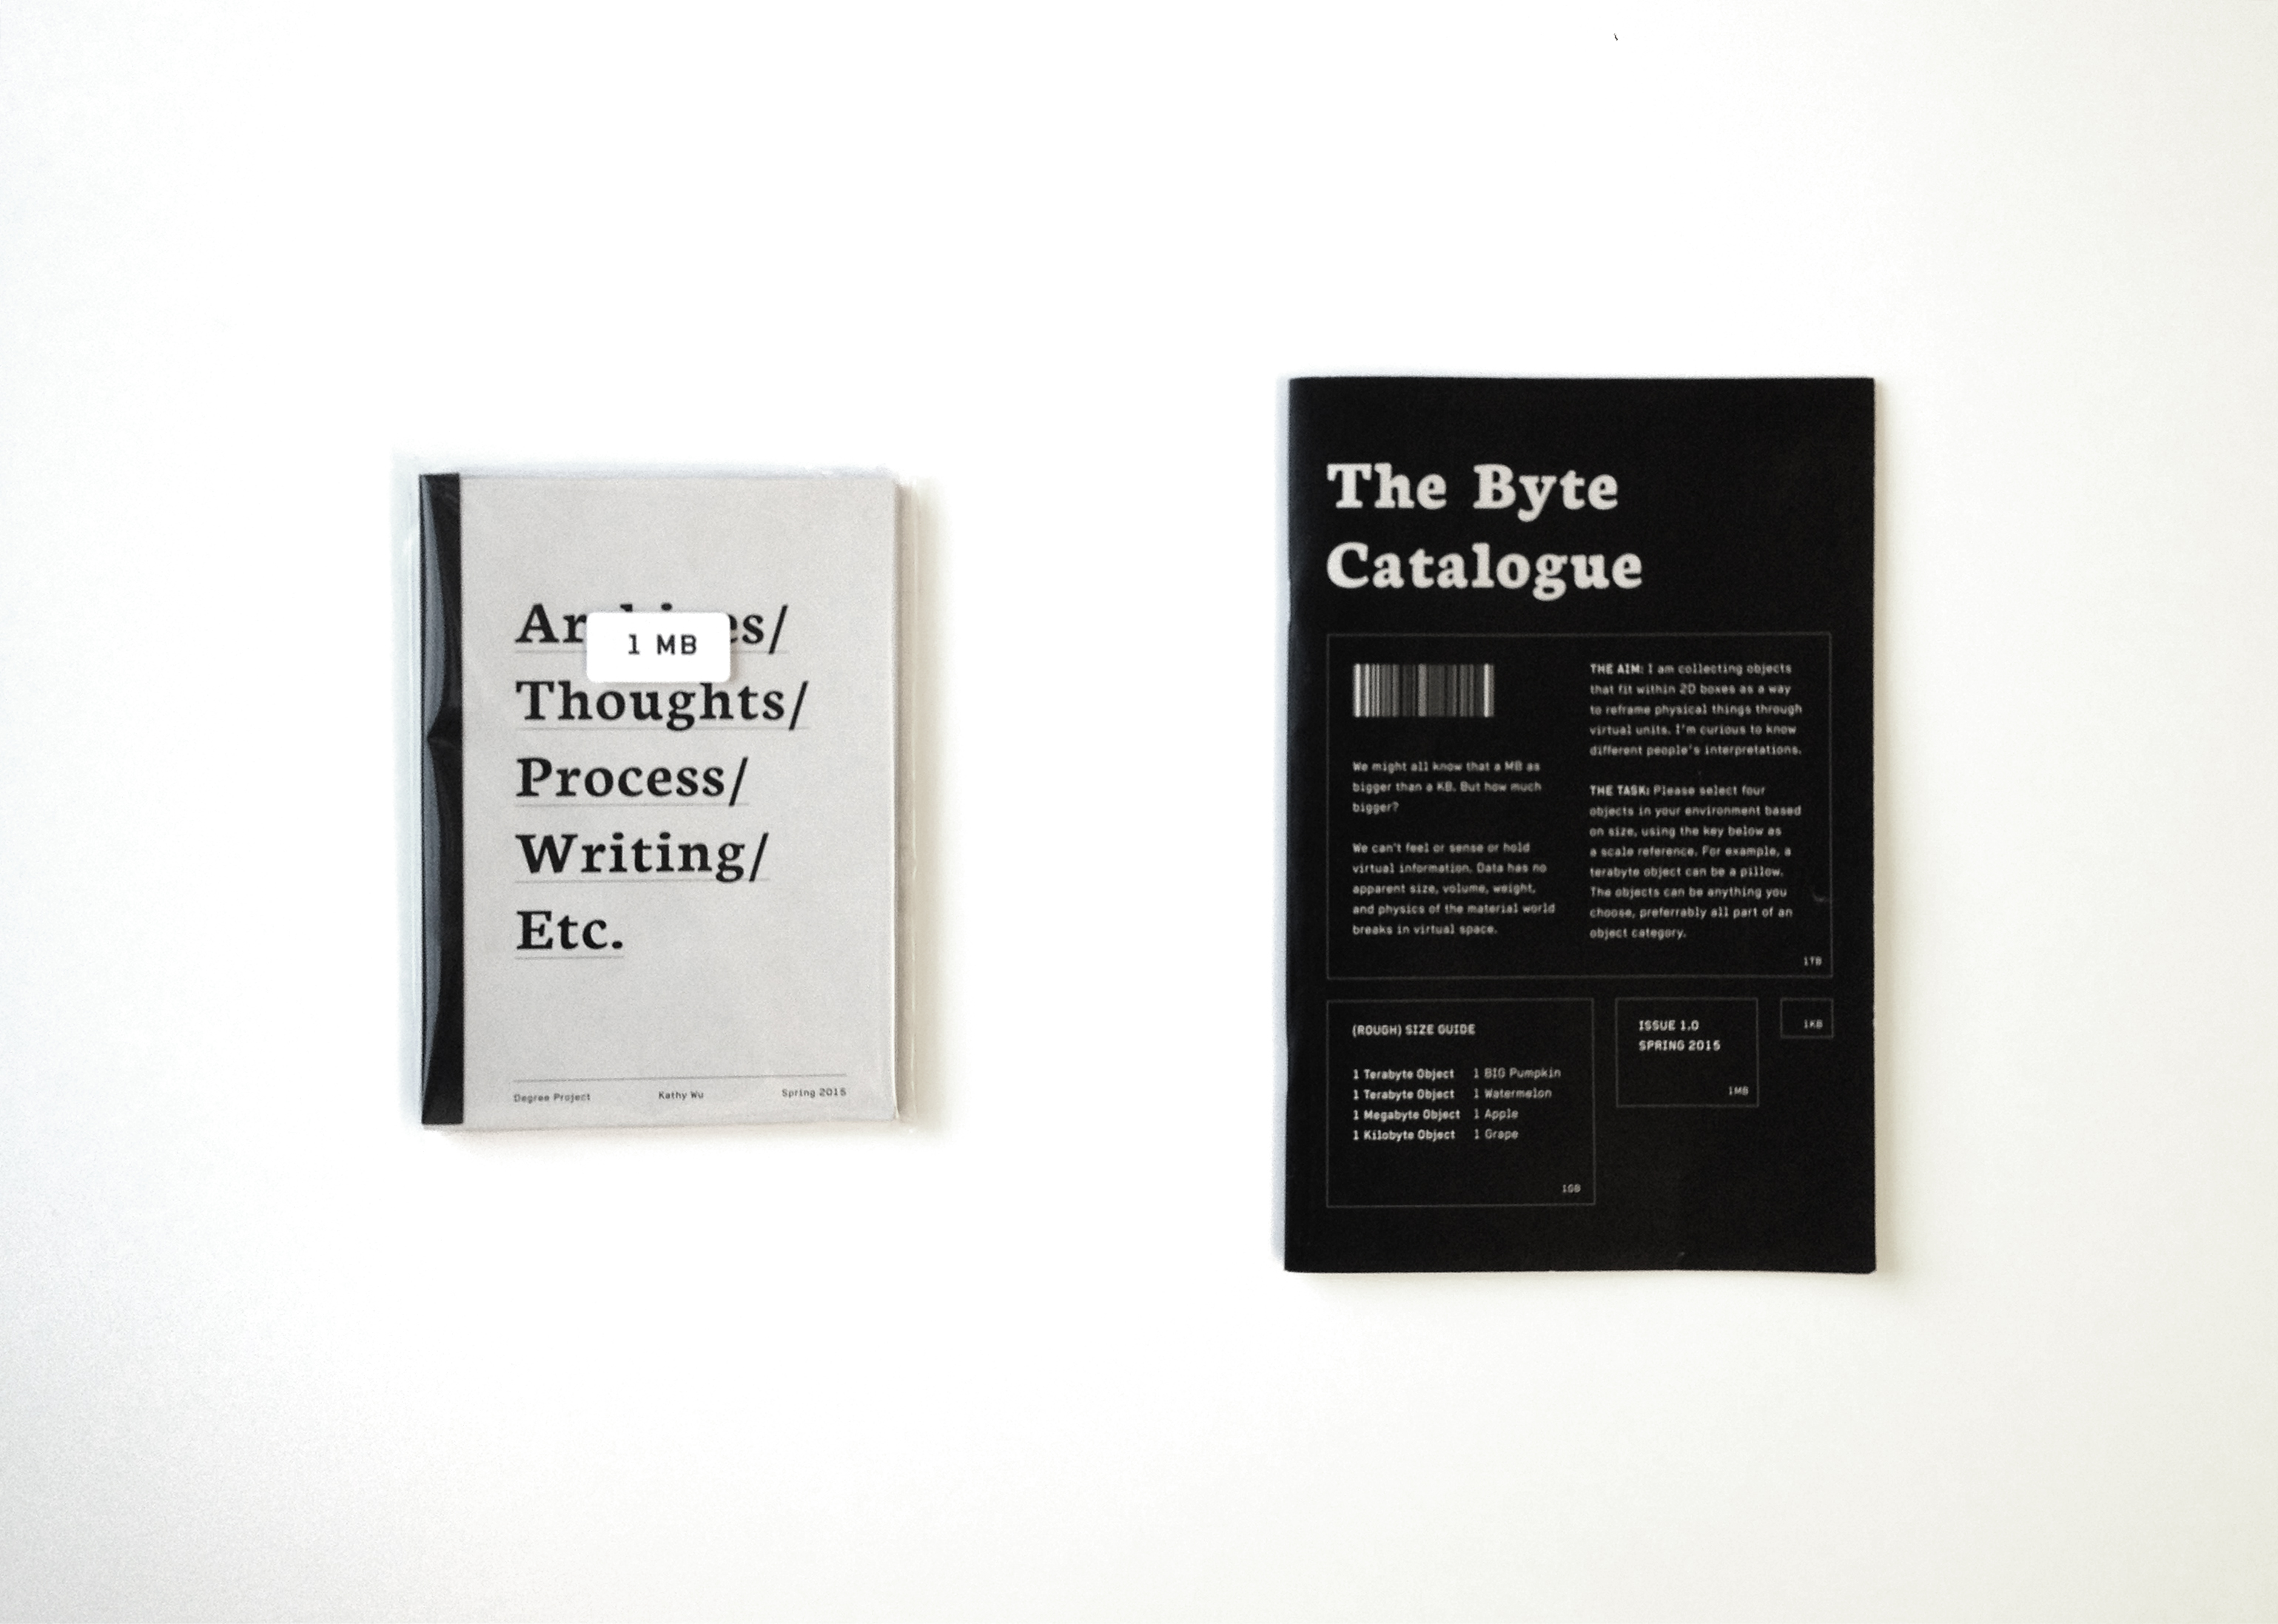 Ar es/
1 MB
Thoughts/
Process/
Writing/
Etc.
Degree Project Kathy Wu Spring 2015
The Byte
Catalogue
We might all know that a MB as
bigger than a KB. But how much
bigger?
We can't feel or sense or hold
virtual information. Data has no
apparent size, volume, weight,
and physics of the material world
breaks in virtual space.
THE AIM: I am collecting objects
that fit within 2D boxes as a way
to reframe physical things through
virtual units. I'm curious to know
different people's interpretations.
THE TASK: Please select four
objects in your environment based
on size, using the key below as
a scale reference. For example, a
terabyte object can be a pillow.
The objects can be anything you
choose, preferrably all part of an
object category.
1TB
(ROUGH) SIZE GUIDE
1 Terabyte Object 1 BIG Pumpkin
1 Terabyte Object 1 Watermelon
1 Megabyte Object 1 Apple
1 Kilobyte Object 1 Grape
1GB
ISSUE 1.0
SPRING 2015
1MB
1KB